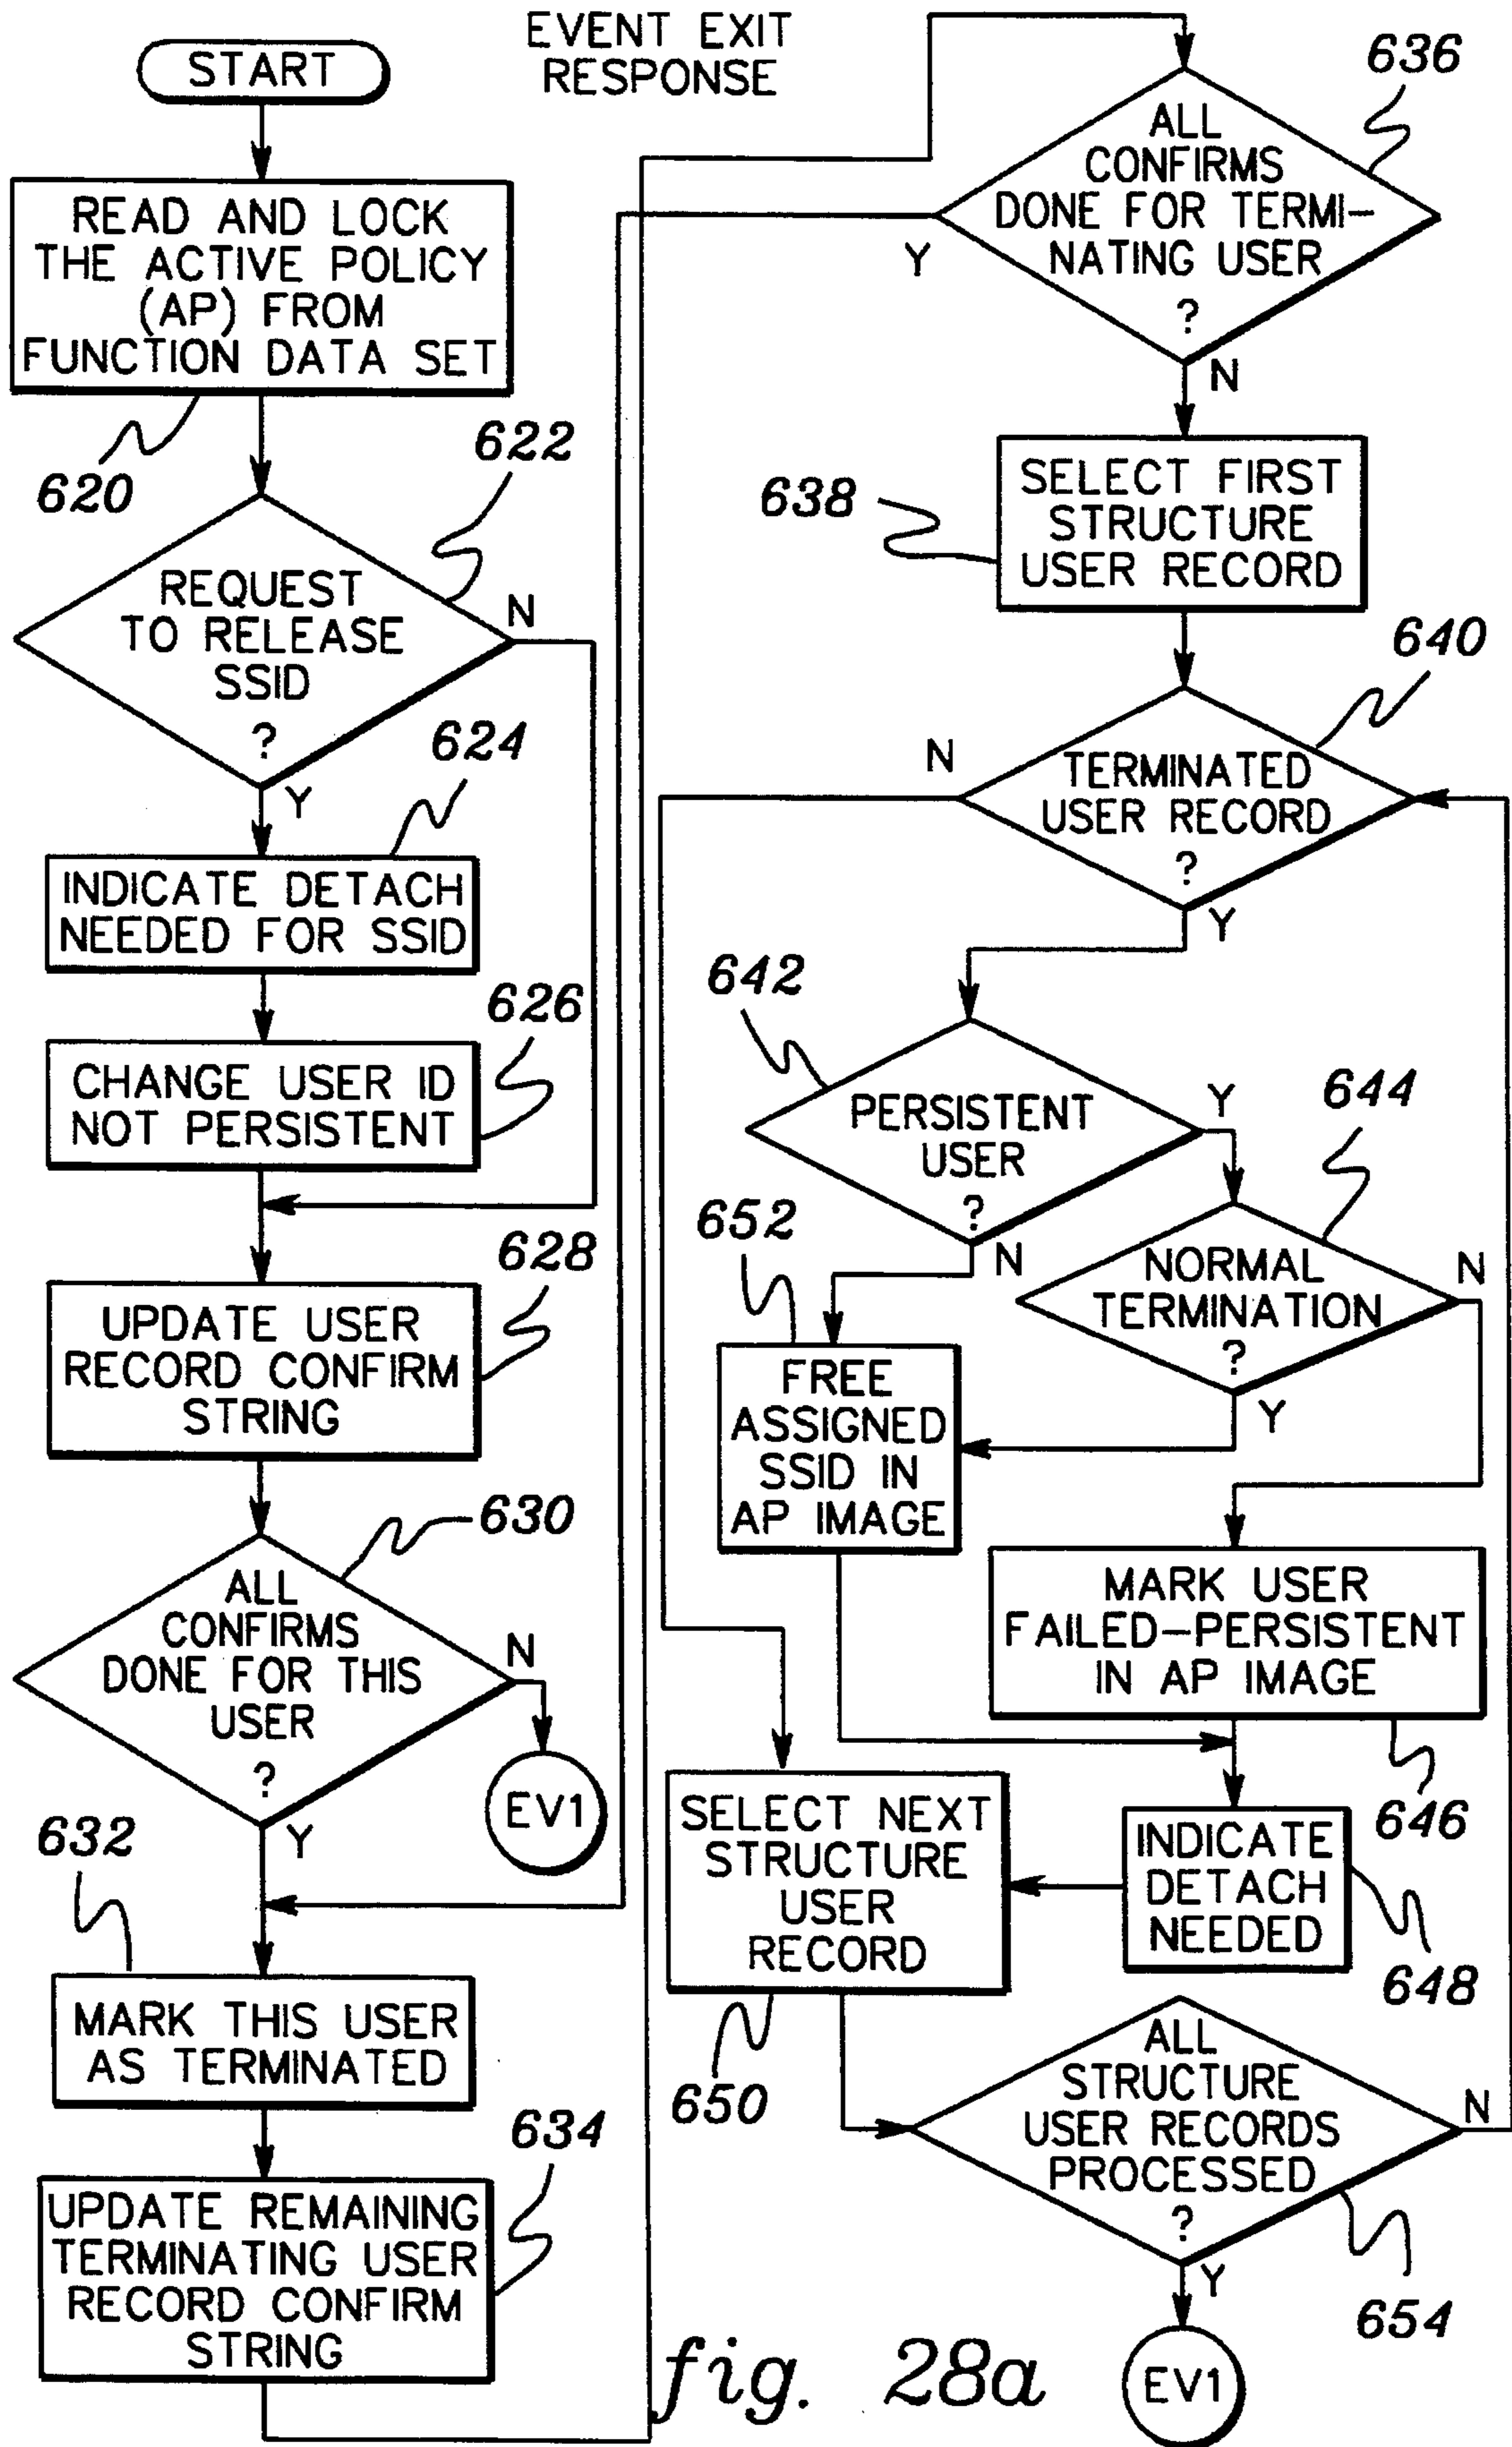 EVENT EXIT
RESPONSE
START
READ AND LOCK
THE ACTIVE POLICY
(AP) FROM
FUNCTION DATA SET
620
622
REQUEST
TO RELEASE
SSID
?
N
Y
624
INDICATE DETACH
NEEDED FOR SSID
626
CHANGE USER ID
NOT PERSISTENT
628
UPDATE USER
RECORD CONFIRM
STRING
630
ALL
CONFIRMS
DONE FOR THIS
USER
?
N
EV1
Y
632
MARK THIS USER
AS TERMINATED
634
UPDATE REMAINING
TERMINATING USER
RECORD CONFIRM
STRING
636
ALL
CONFIRMS
DONE FOR TERMI-
NATING USER
?
Y
N
638
SELECT FIRST
STRUCTURE
USER RECORD
640
TERMINATED
USER RECORD
?
N
Y
642
PERSISTENT
USER
?
Y
N
644
NORMAL
TERMINATION
?
N
Y
652
FREE
ASSIGNED
SSID IN
AP IMAGE
MARK USER
FAILED-PERSISTENT
IN AP IMAGE
646
INDICATE
DETACH
NEEDED
648
SELECT NEXT
STRUCTURE
USER
RECORD
650
ALL
STRUCTURE
USER RECORDS
PROCESSED
?
N
Y
654
EV1
fig. 28a